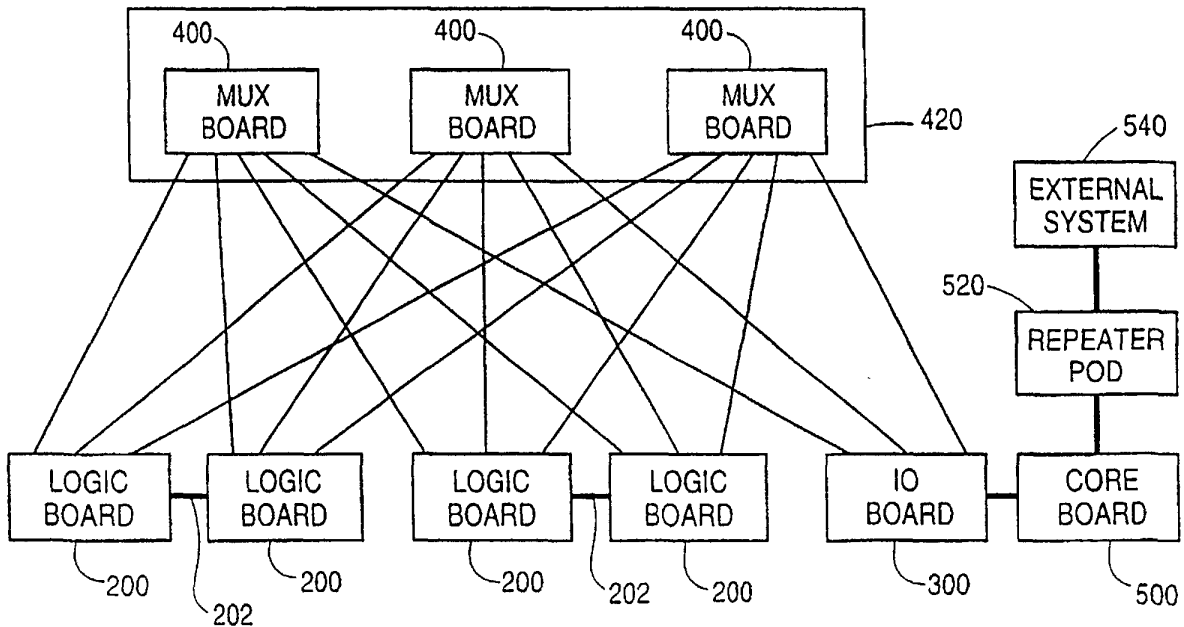 400
400
400
MUX
BOARD
MUX
BOARD
MUX
BOARD
420
540
EXTERNAL
SYSTEM
520
REPEATER
POD
LOGIC
BOARD
LOGIC
BOARD
LOGIC
BOARD
LOGIC
BOARD
IO
BOARD
CORE
BOARD
200
202
200
200
202
200
300
500